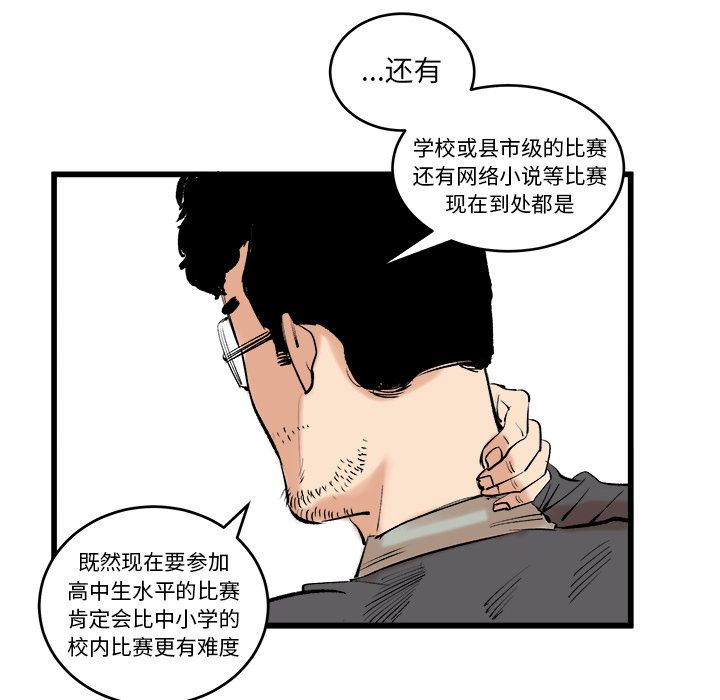 ...还有
学校或县市级的比赛
还有网络小说等比赛
现在到处都是
既然现在要参加
高中生水平的比赛
肯定会比中小学的
校内比赛更有难度